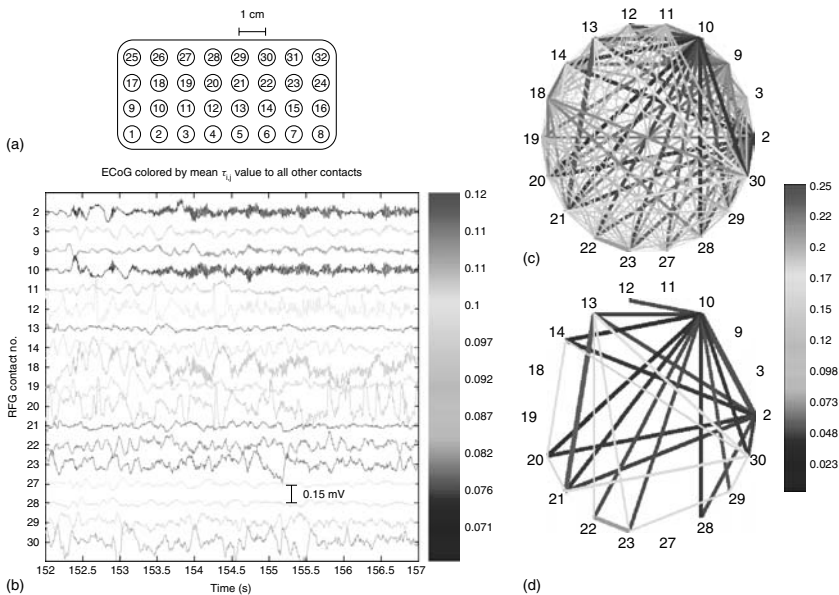 1 cm
25 26 27 28 29 30 31 32
17 18 19 20 21 22 23 24
9 10 11 12 13 14 15 16
1 2 3 4 5 6 7 8
(a)
ECoG colored by mean τi,j value to all other contacts
RFG contact no.
2
3
9
10
11
12
13
14
18
19
20
21
22
23
27
28
29
30
0.15 mV
152 152.5 153 153.5 154 154.5 155 155.5 156 156.5 157
Time (s)
(b)
0.12
0.11
0.11
0.1
0.097
0.092
0.087
0.082
0.076
0.071
12 11 10
13
14 9
18 3
19 2
20 30
21 29
22 23 27 28
(c)
0.25
0.22
0.2
0.17
0.15
0.12
0.098
0.073
0.048
0.023
12 11 10
13
14 9
18 3
19 2
20 30
21 29
22 23 27 28
(d)